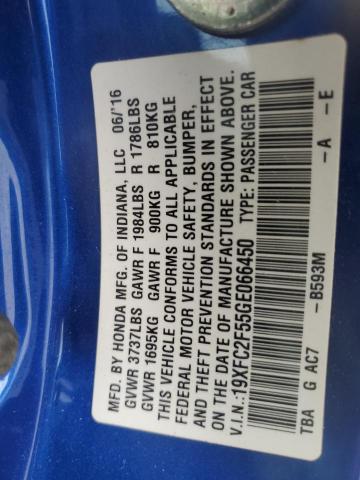 MFD. BY HONDA MFG. OF INDIANA, LLC 06/'16
GVWR 3737LBS GAWR F 1984LBS R 1786LBS
GVWR 1695KG GAWR F 900KG R 810KG
THIS VEHICLE CONFORMS TO ALL APPLICABLE
FEDERAL MOTOR VEHICLE SAFETY, BUMPER,
AND THEFT PREVENTION STANDARDS IN EFFECT
ON THE DATE OF MANUFACTURE SHOWN ABOVE.
V.I.N.:19XFC2F55GE066450 TYPE: PASSENGER CAR
TBA G AC7 -B593M -A -E